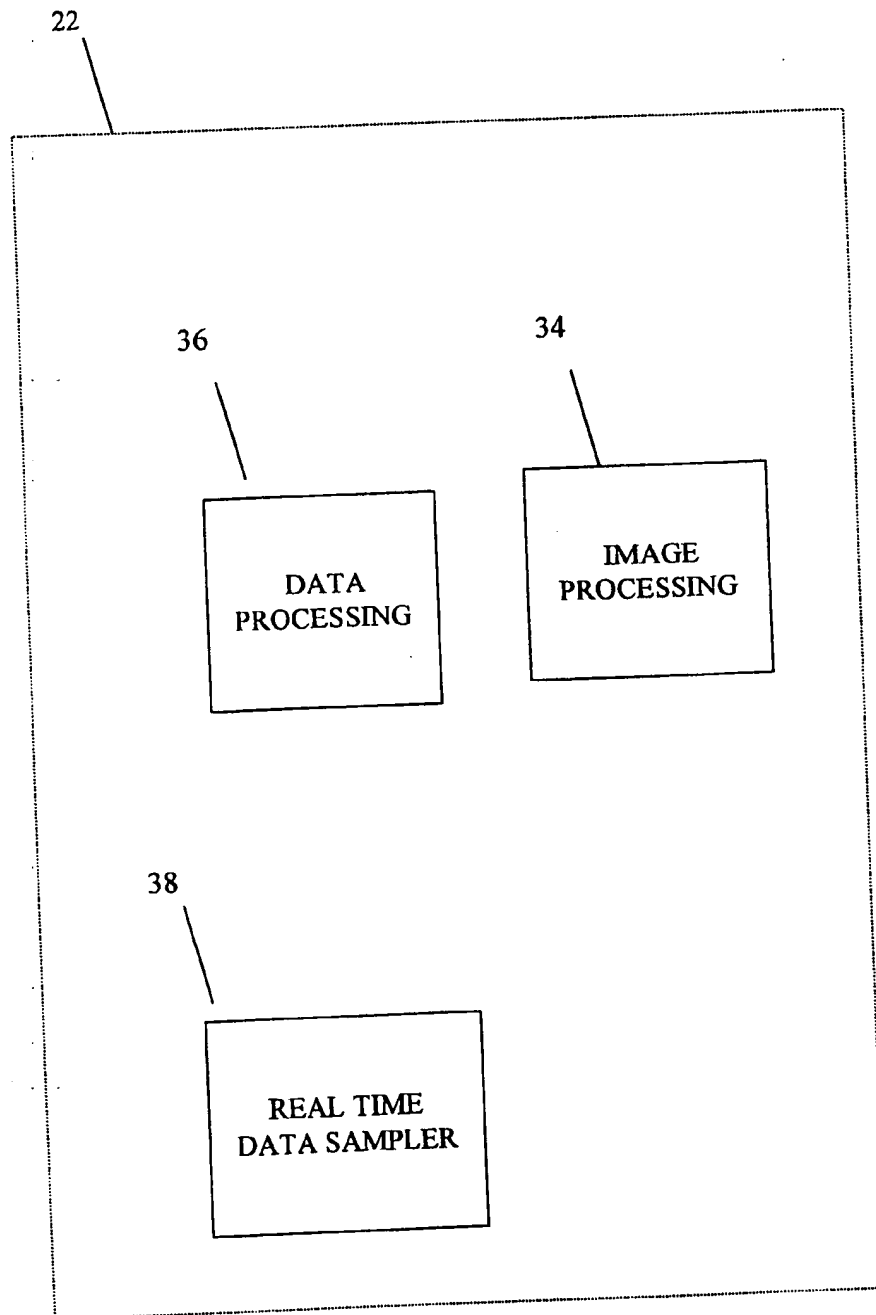 22
36
34
DATA
PROCESSING
IMAGE
PROCESSING
38
REAL TIME
DATA SAMPLER